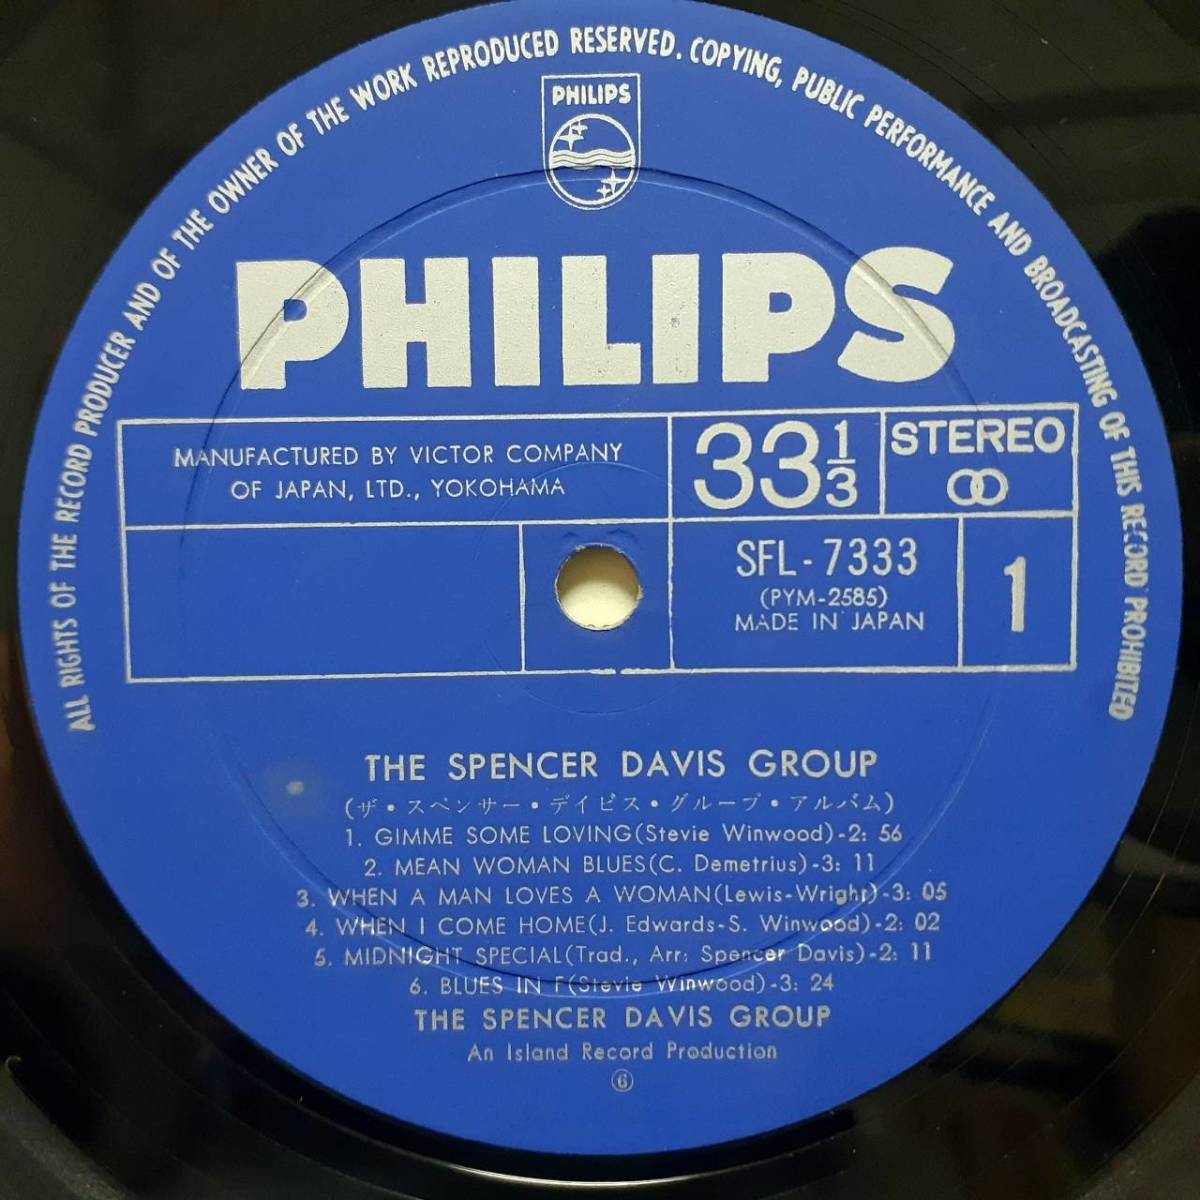 ALL RIGHTS OF THE RECORD PRODUCER AND OF THE OWNER OF THE WORK REPRODUCED RESERVED. COPYING, PUBLIC PERFORMANCE AND BROADCASTING OF THIS RECORD PROHIBITED
PHILIPS
PHILIPS
MANUFACTURED BY VICTOR COMPANY
OF JAPAN, LTD., YOKOHAMA
33 1/3
STEREO
SFL-7333
(PYM-2585)
MADE IN JAPAN
1
THE SPENCER DAVIS GROUP
(ザ・スペンサー・デイビス・グループ・アルバム)
1. GIMME SOME LOVING(Stevie Winwood)-2: 56
2. MEAN WOMAN BLUES(C. Demetrius)-3: 11
3. WHEN A MAN LOVES A WOMAN(Lewis-Wright)-3: 05
4. WHEN I COME HOME(J. Edwards-S. Winwood)-2: 02
5. MIDNIGHT SPECIAL(Trad., Arr: Spencer Davis)-2: 11
6. BLUES IN F(Stevie Winwood)-3: 24
THE SPENCER DAVIS GROUP
An Island Record Production
⑥